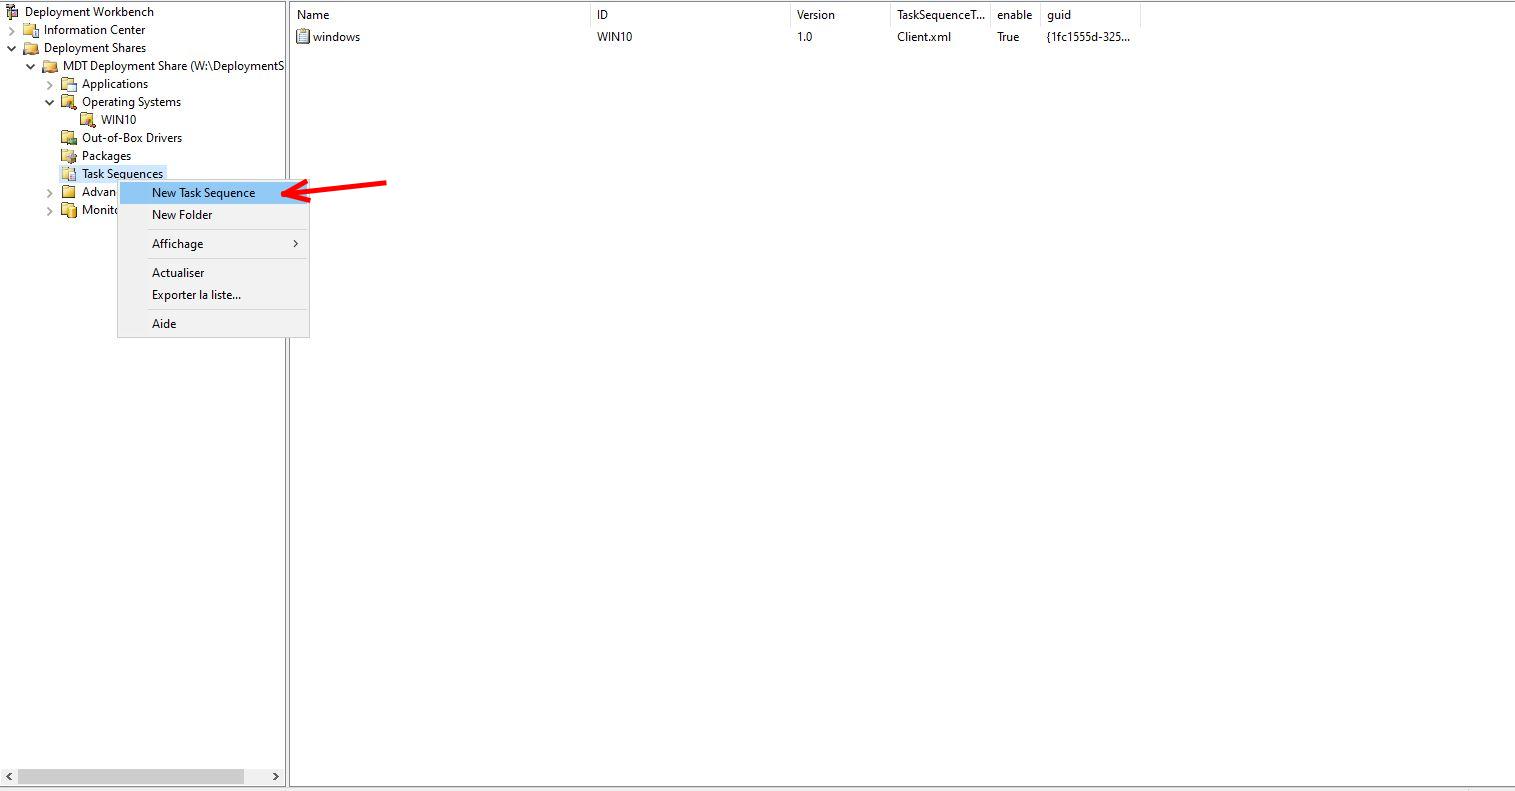 Deployment Workbench
Information Center
Deployment Shares
MDT Deployment Share (W:\DeploymentS
Applications
Operating Systems
WIN10
Out-of-Box Drivers
Packages
Task Sequences
Advan
Monito
New Task Sequence
New Folder
Affichage
Actualiser
Exporter la liste...
Aide
Name ID Version TaskSequenceT... enable guid
windows WIN10 1.0 Client.xml True {1fc1555d-325...